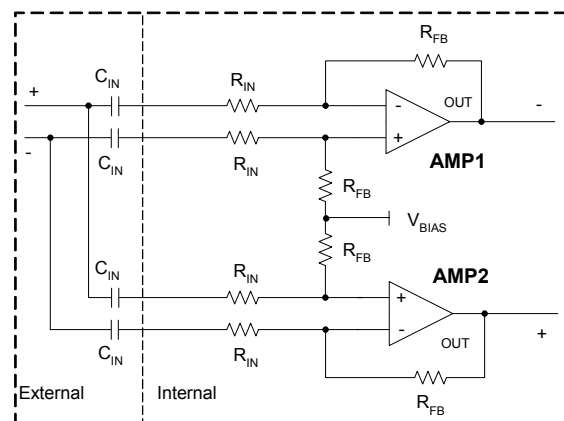 R_FB
C_IN
R_IN
+
-
OUT
-
-
+
C_IN
R_IN
AMP1
R_FB
V_BIAS
R_FB
C_IN
R_IN
AMP2
+
-
C_IN
R_IN
OUT
+
External
Internal
R_FB